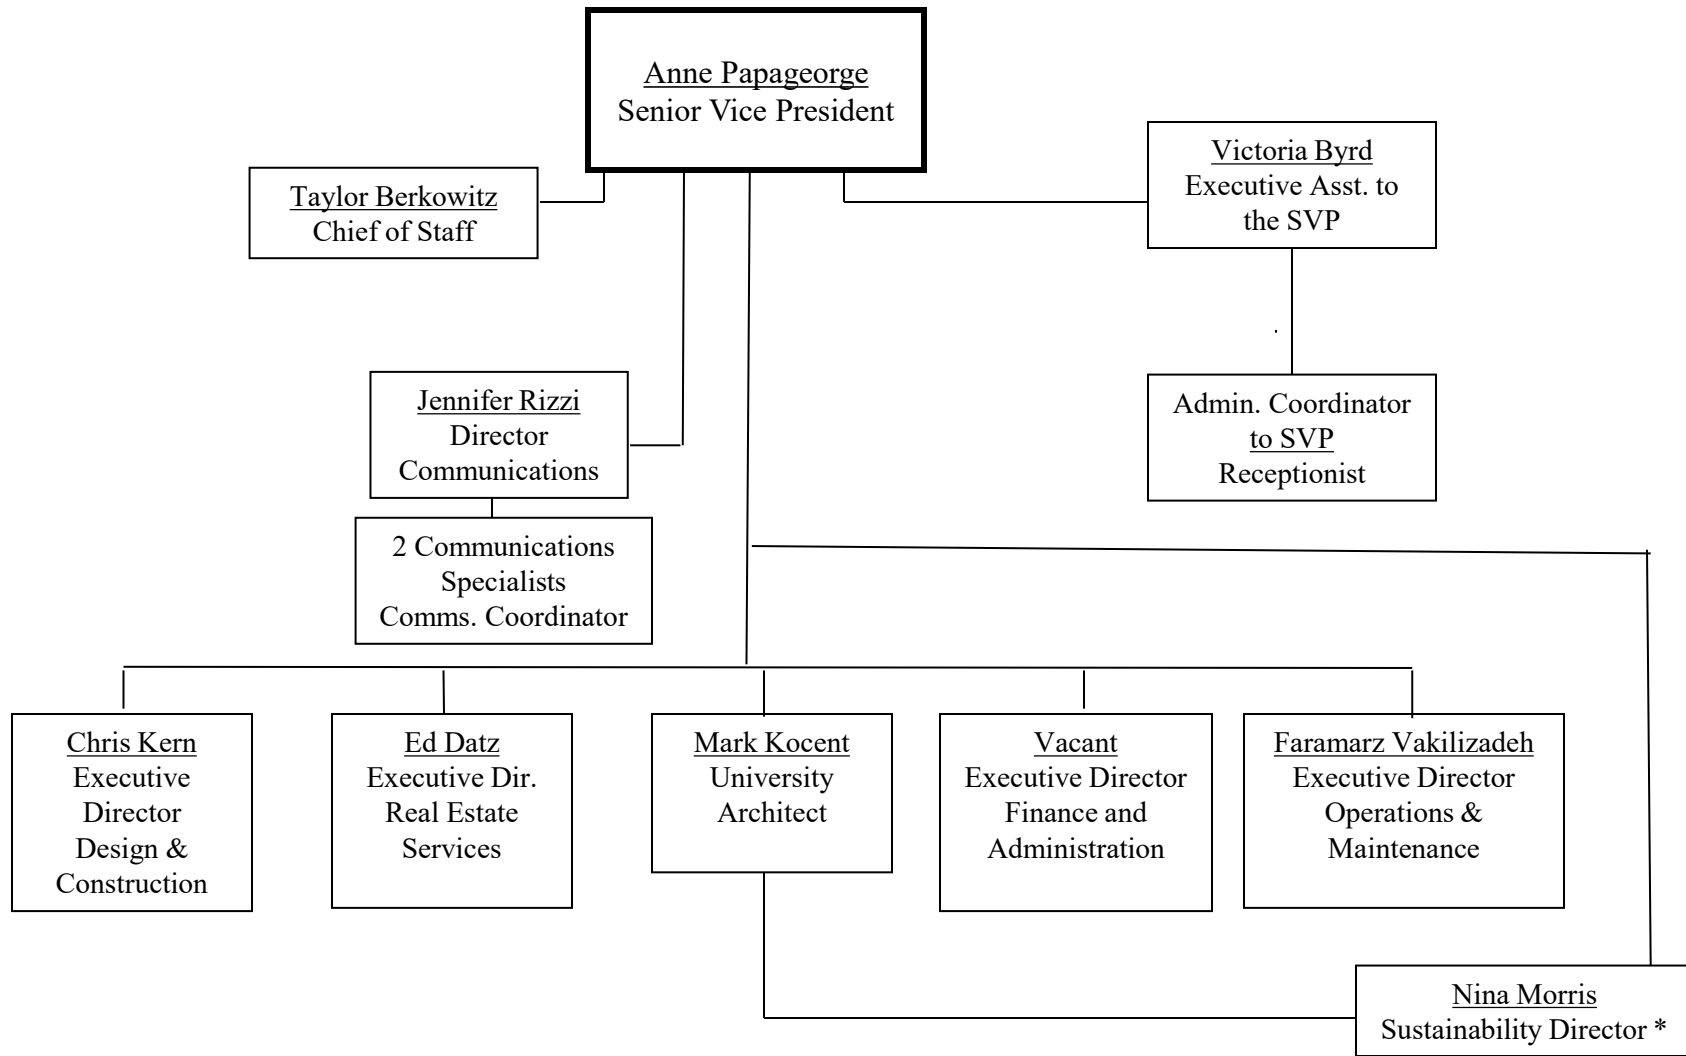 Anne Papageorge
Senior Vice President
Victoria Byrd
Executive Asst. to
the SVP
Taylor Berkowitz
Chief of Staff
Jennifer Rizzi
Director
Communications
Admin. Coordinator
to SVP
Receptionist
2 Communications
Specialists
Comms. Coordinator
Chris Kern
Executive
Director
Design &
Construction
Ed Datz
Executive Dir.
Real Estate
Services
Mark Kocent
University
Architect
Vacant
Executive Director
Finance and
Administration
Faramarz Vakilizadeh
Executive Director
Operations &
Maintenance
Nina Morris
Sustainability Director *